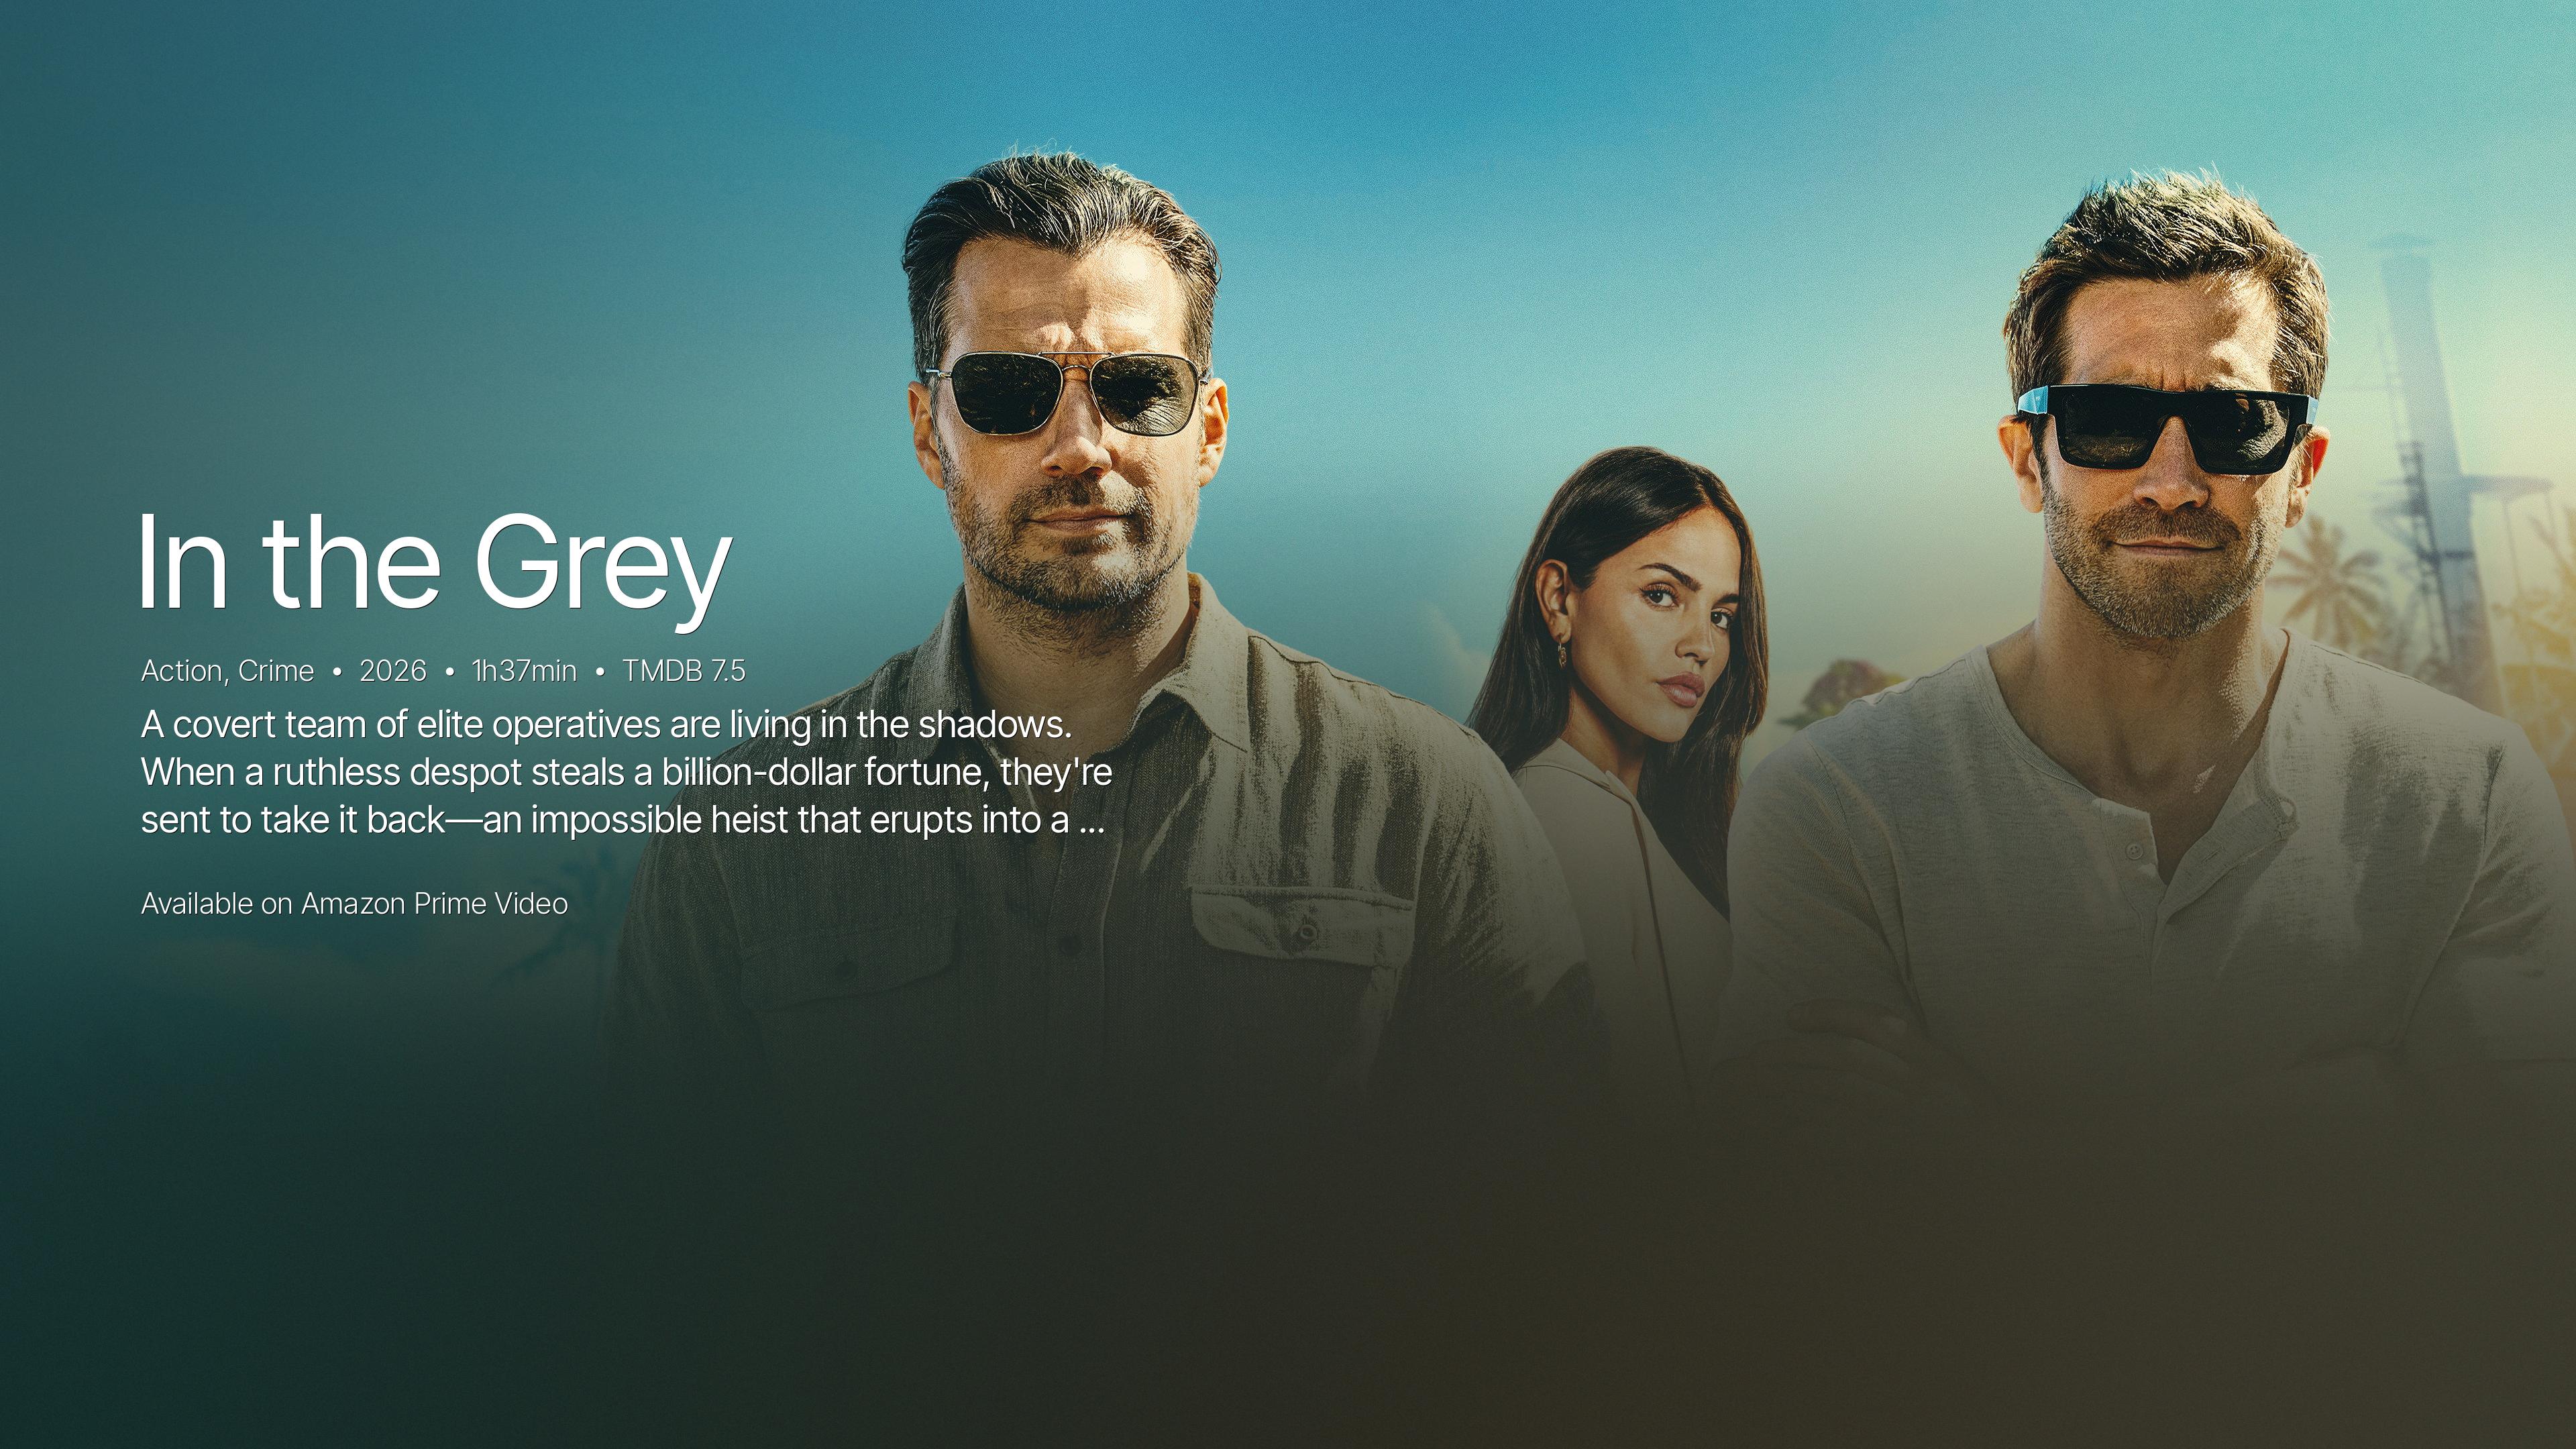 In the Grey
Action, Crime • 2026 • 1h37min • TMDB 7.5
A covert team of elite operatives are living in the shadows.
When a ruthless despot steals a billion-dollar fortune, they're
sent to take it back—an impossible heist that erupts into a ...
Available on Amazon Prime Video